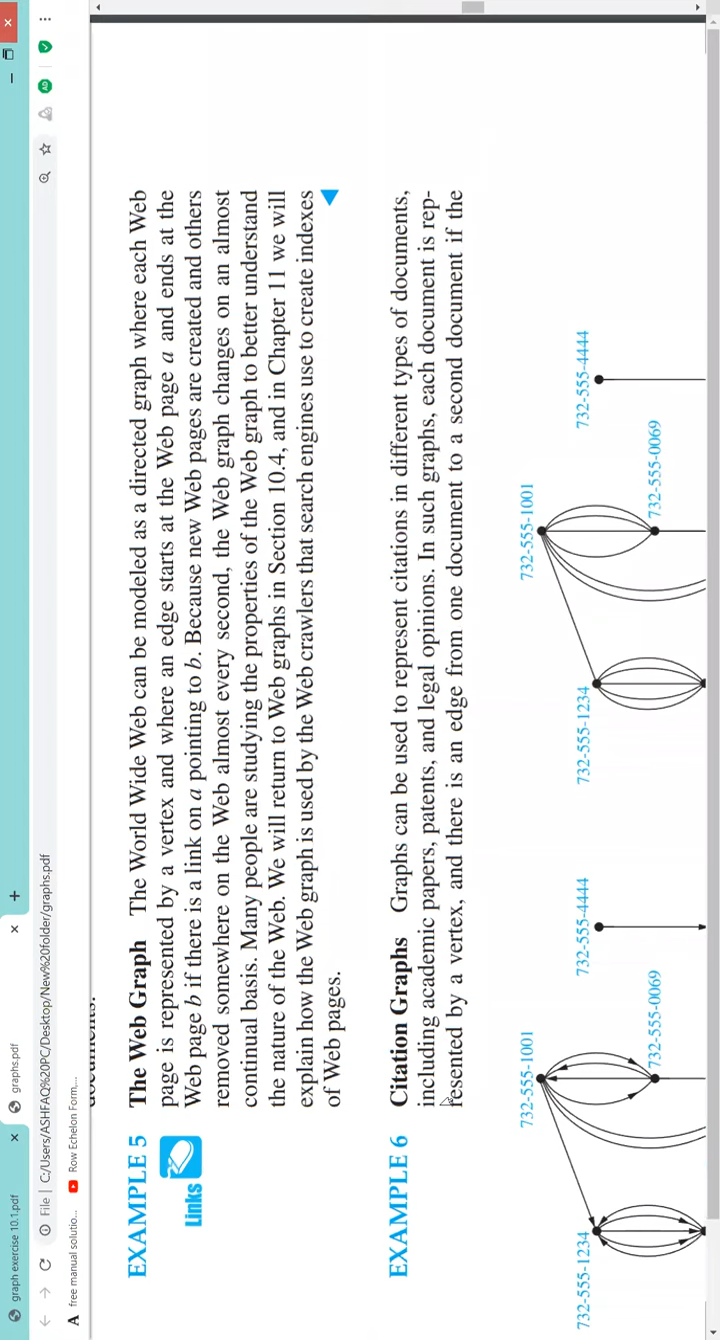 graph exercise 10.1.pdf
graphs.pdf
File | C:/Users/ASHFAQ%20PC/Desktop/New%20folder/graphs.pdf
free manual solutio...
Row Echelon Form,...
EXAMPLE 5
Links
The Web Graph The World Wide Web can be modeled as a directed graph where each Web
page is represented by a vertex and where an edge starts at the Web page a and ends at the
Web page b if there is a link on a pointing to b. Because new Web pages are created and others
removed somewhere on the Web almost every second, the Web graph changes on an almost
continual basis. Many people are studying the properties of the Web graph to better understand
the nature of the Web. We will return to Web graphs in Section 10.4, and in Chapter 11 we will
explain how the Web graph is used by the Web crawlers that search engines use to create indexes
of Web pages.
EXAMPLE 6
Citation Graphs Graphs can be used to represent citations in different types of documents,
including academic papers, patents, and legal opinions. In such graphs, each document is rep-
resented by a vertex, and there is an edge from one document to a second document if the
732-555-1001
732-555-1001
732-555-1234
732-555-4444
732-555-1234
732-555-4444
732-555-0069
732-555-0069